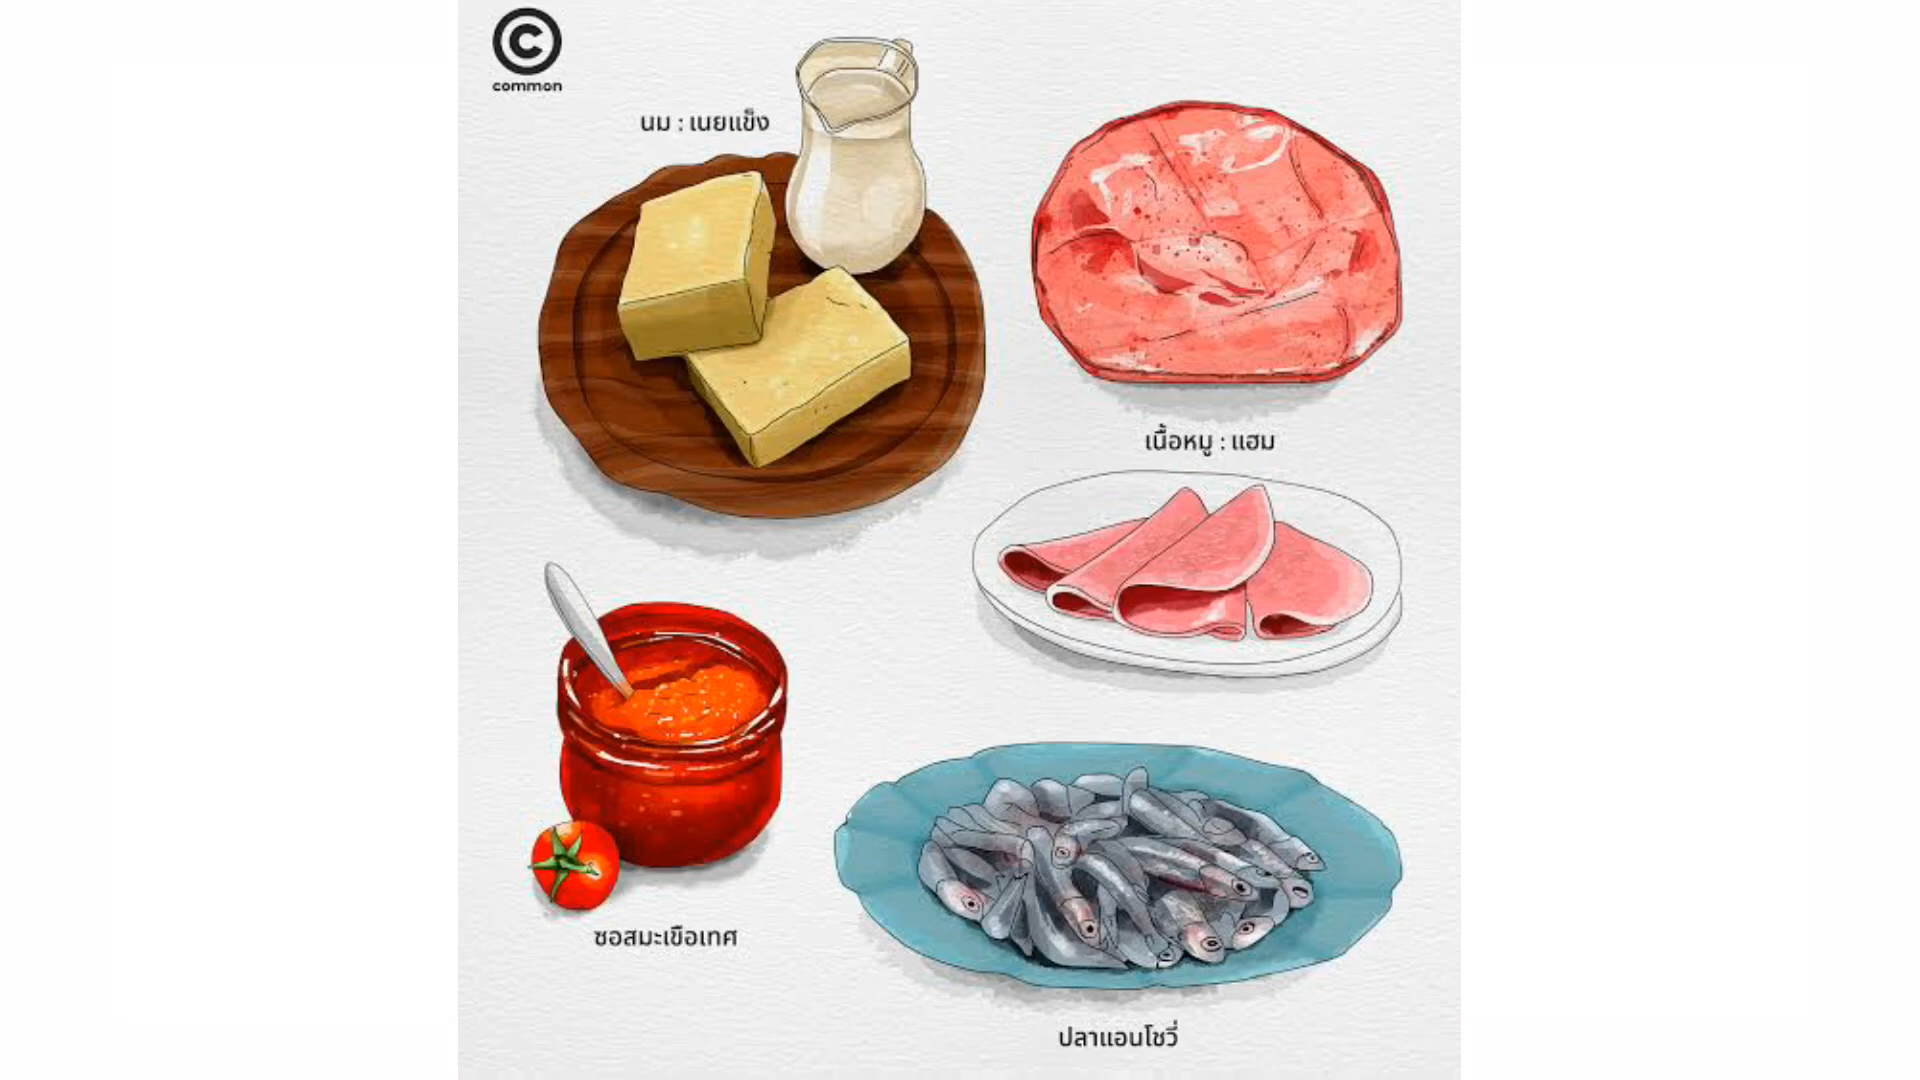 common
นม : เนยแข็ง
เนื้อหมู : แฮม
ซอสมะเขือเทศ
ปลาแอนโชวี่